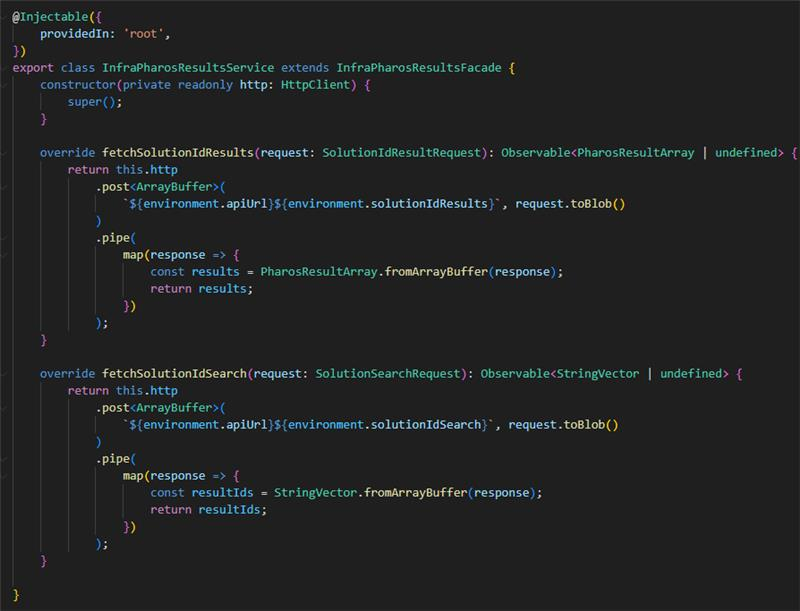 @Injectable({
    providedIn: 'root',
})
export class InfraPharosResultsService extends InfraPharosResultsFacade {
    constructor(private readonly http: HttpClient) {
        super();
    }

    override fetchSolutionIdResults(request: SolutionIdResultRequest): Observable<PharosResultArray | undefined> {
        return this.http
            .post<ArrayBuffer>(
                `${environment.apiUrl}${environment.solutionIdResults}`, request.toBlob()
            )
            .pipe(
                map(response => {
                    const results = PharosResultArray.fromArrayBuffer(response);
                    return results;
                })
            );
    }

    override fetchSolutionIdSearch(request: SolutionSearchRequest): Observable<StringVector | undefined> {
        return this.http
            .post<ArrayBuffer>(
                `${environment.apiUrl}${environment.solutionIdSearch}`, request.toBlob()
            )
            .pipe(
                map(response => {
                    const resultIds = StringVector.fromArrayBuffer(response);
                    return resultIds;
                })
            );
    }

}